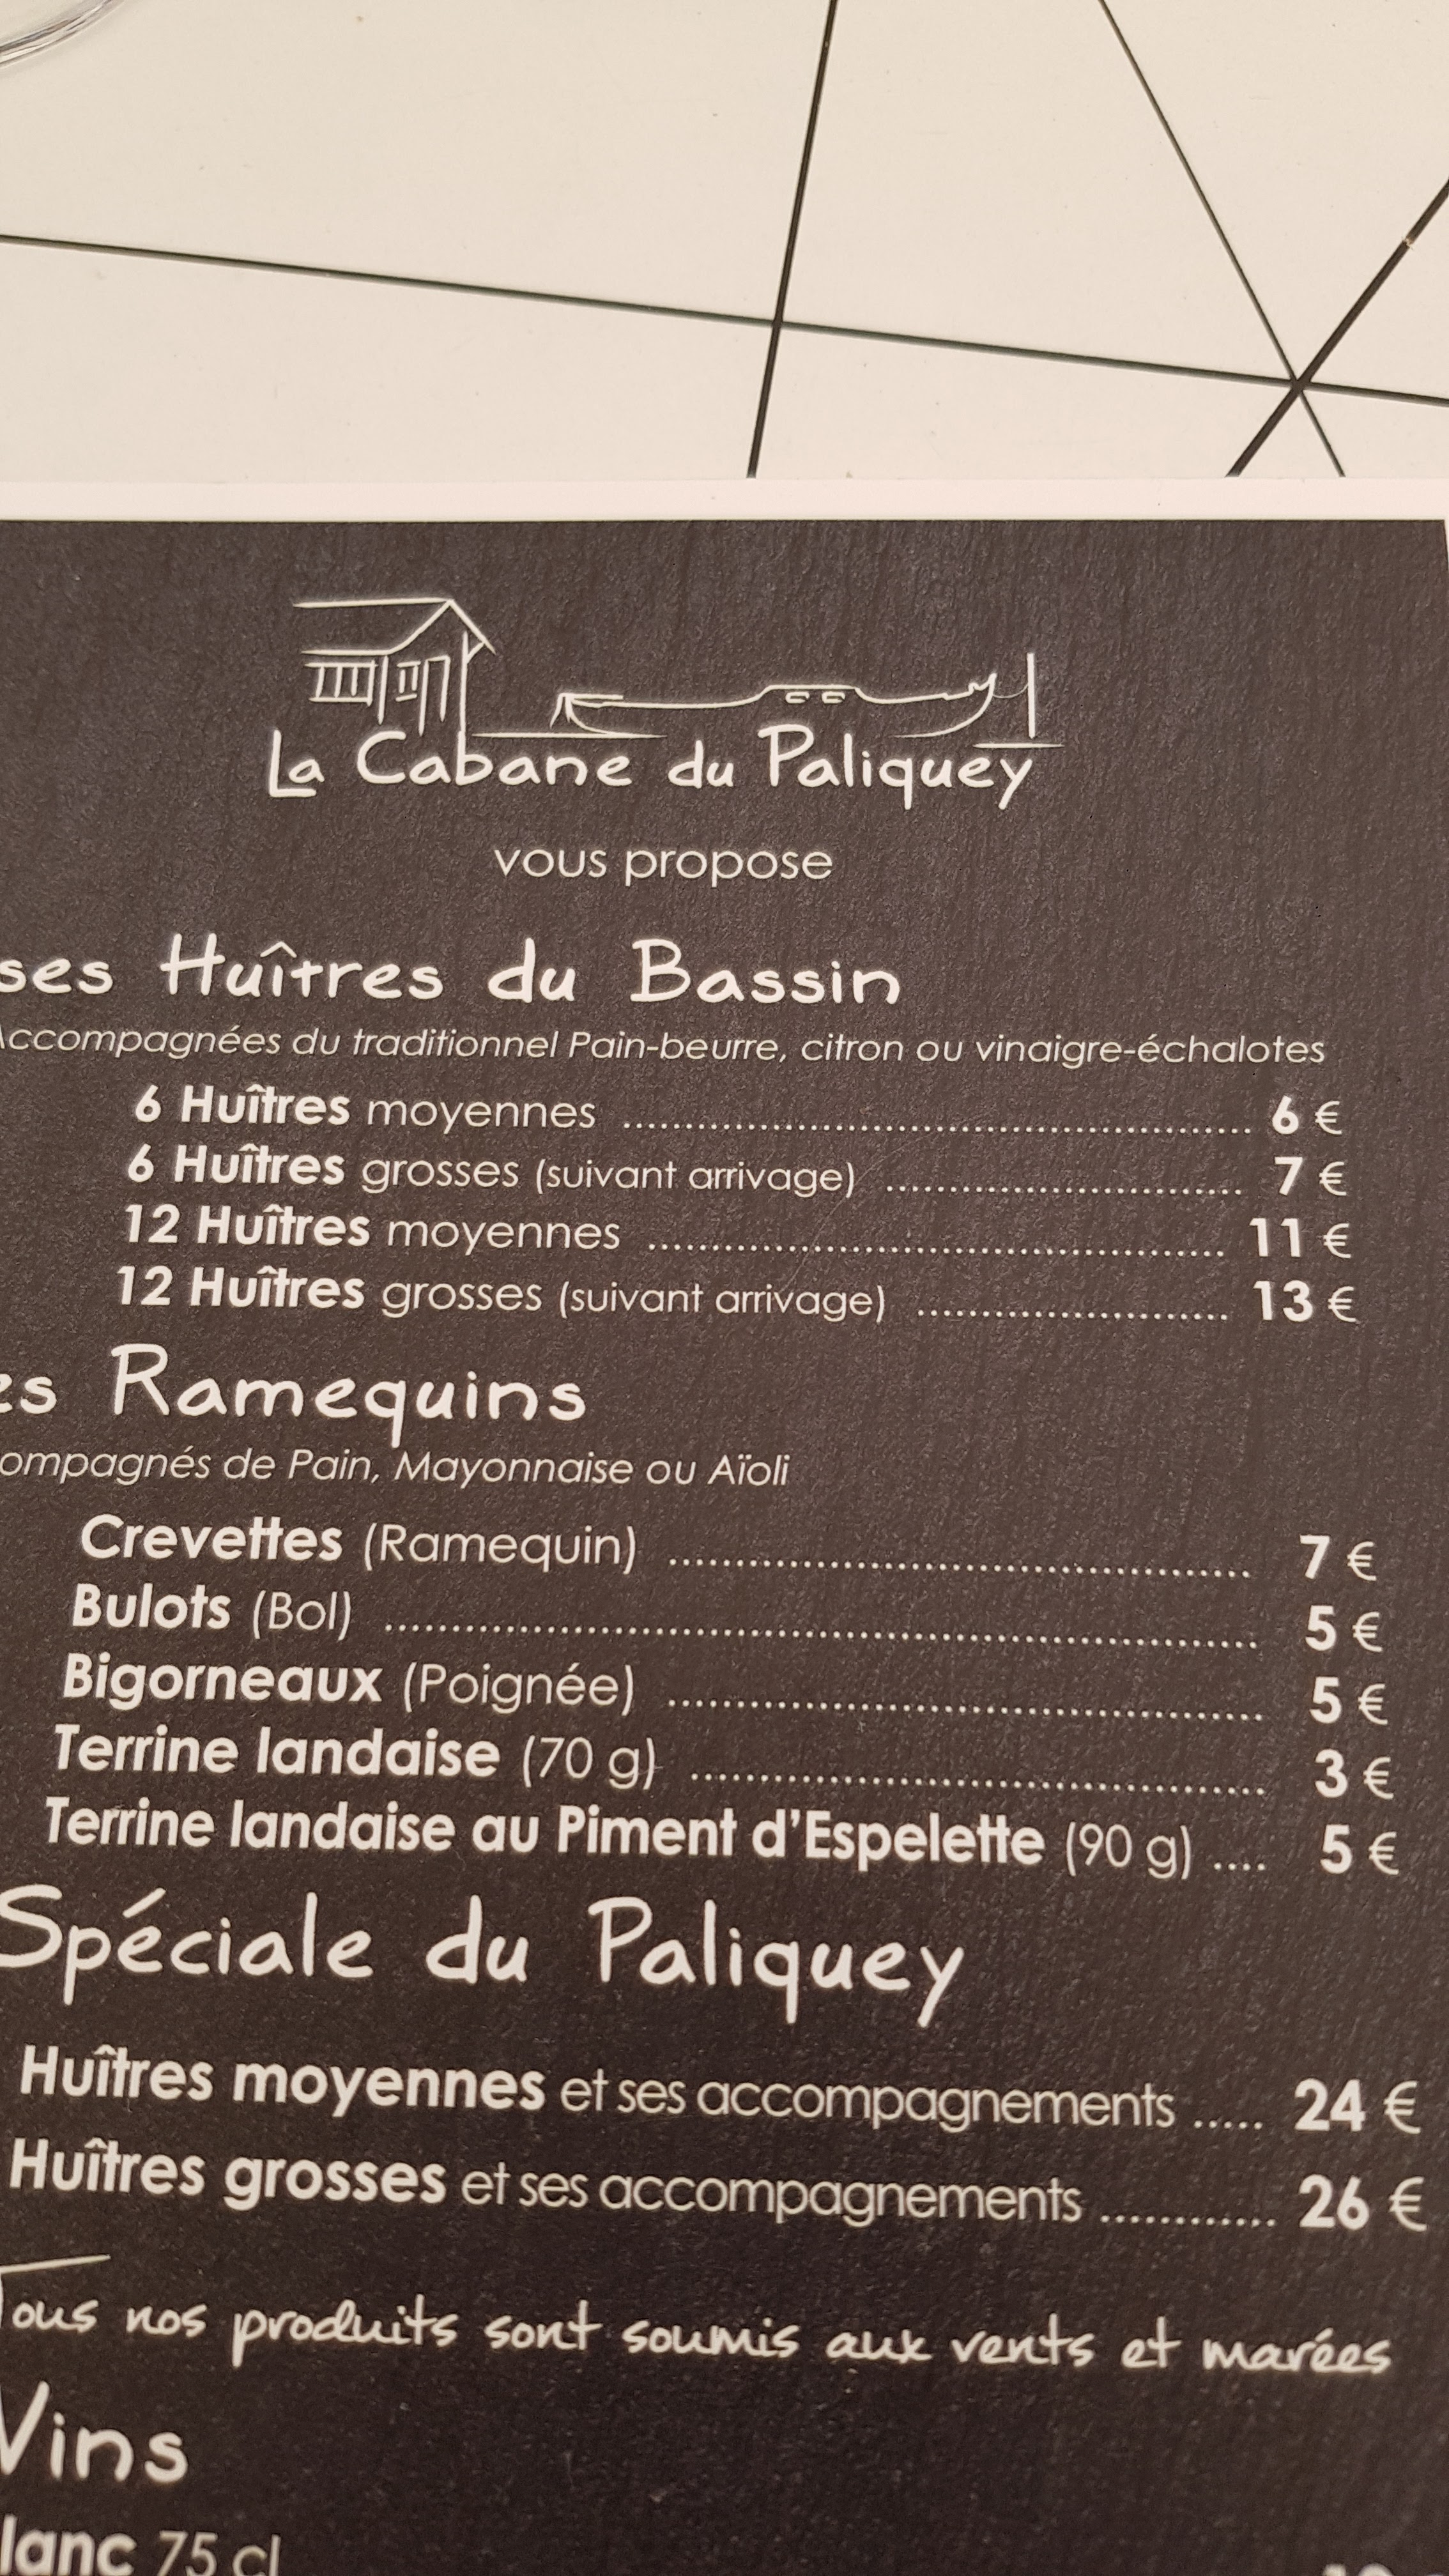 La Cabane du Paliquey
vous propose
ses Huîtres du Bassin
Accompagnées du traditionnel Pain-beurre, citron ou vinaigre-échalotes
6 Huîtres moyennes ........ 6 €
6 Huîtres grosses (suivant arrivage) ........ 7 €
12 Huîtres moyennes ........ 11 €
12 Huîtres grosses (suivant arrivage) ........ 13 €
es Ramequins
ompagnés de Pain, Mayonnaise ou Aïoli
Crevettes (Ramequin) ........ 7 €
Bulots (Bol) ........ 5 €
Bigorneaux (Poignée) ........ 5 €
Terrine landaise (70 g) ........ 3 €
Terrine landaise au Piment d'Espelette (90 g) .... 5 €
Spéciale du Paliquey
Huîtres moyennes et ses accompagnements ..... 24 €
Huîtres grosses et ses accompagnements ............ 26 €
Tous nos produits sont soumis aux vents et marées
Vins
lanc 75 cl